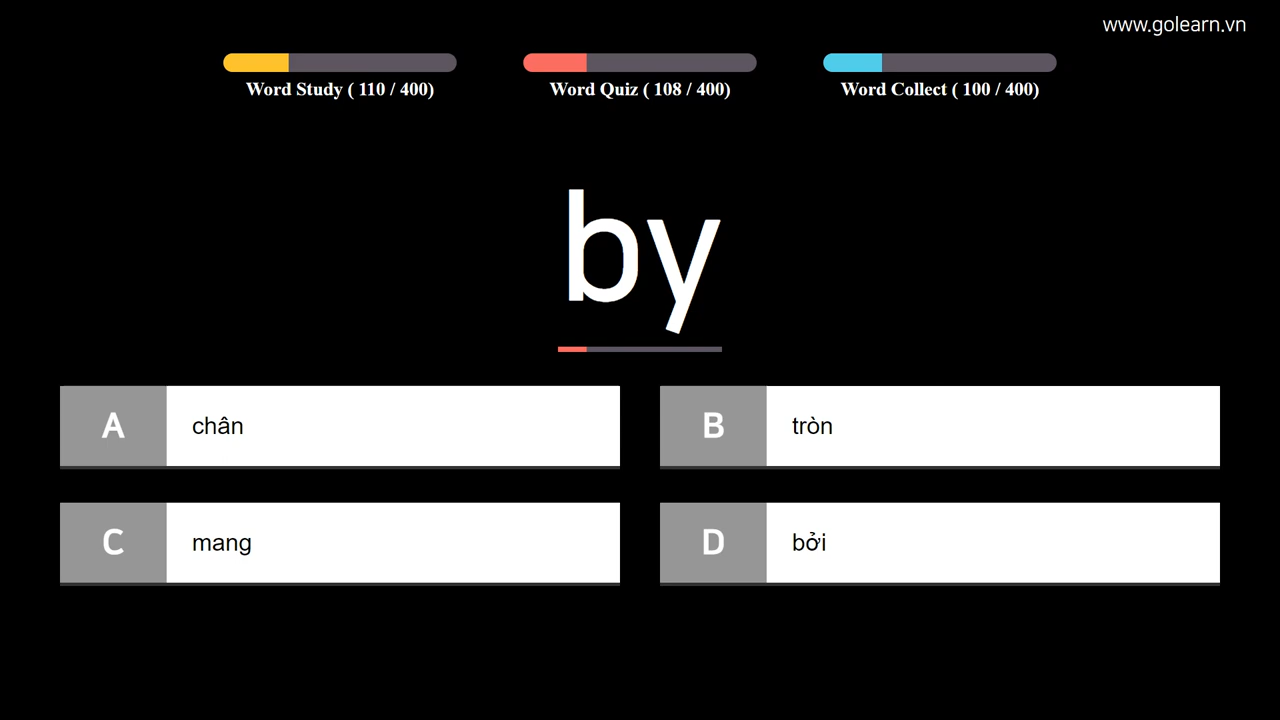 www.golearn.vn
Word Study ( 110 / 400)
Word Quiz ( 108 / 400)
Word Collect ( 100 / 400)
by
A chân
B tròn
C mang
D bởi